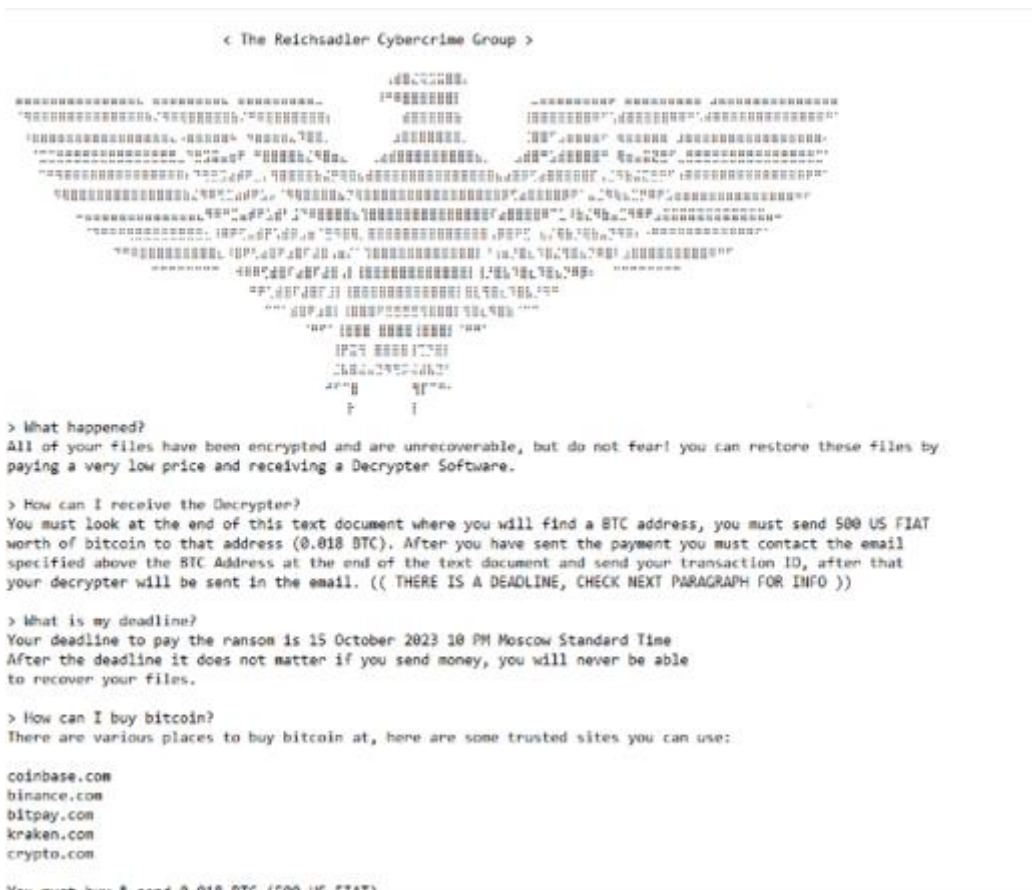 < The Reichsadler Cybercrime Group >
> What happened?
All of your files have been encrypted and are unrecoverable, but do not fear! you can restore these files by
paying a very low price and receiving a Decrypter Software.
> How can I receive the Decrypter?
You must look at the end of this text document where you will find a BTC address, you must send 500 US FIAT
worth of bitcoin to that address (0.018 BTC). After you have sent the payment you must contact the email
specified above the BTC Address at the end of the text document and send your transaction ID, after that
your decrypter will be sent in the email. (( THERE IS A DEADLINE, CHECK NEXT PARAGRAPH FOR INFO ))
> What is my deadline?
Your deadline to pay the ransom is 15 October 2023 10 PM Moscow Standard Time
After the deadline it does not matter if you send money, you will never be able
to recover your files.
> How can I buy bitcoin?
There are various places to buy bitcoin at, here are some trusted sites you can use:
coinbase.com
binance.com
bitpay.com
kraken.com
crypto.com
You must buy & send 0.018 BTC (500 US FIAT)